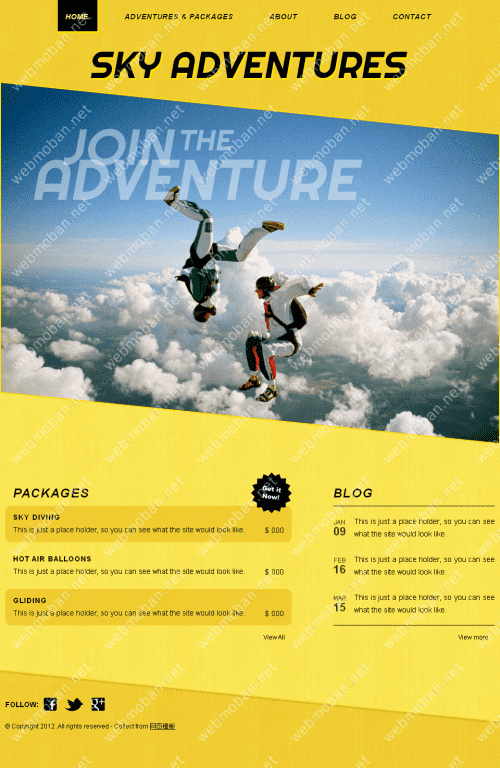 HOME
ADVENTURES & PACKAGES
ABOUT
BLOG
CONTACT
SKY ADVENTURES
JOIN THE
ADVENTURE
PACKAGES
Get it
Now!
SKY DIVING
This is just a place holder, so you can see what the site would look like.
$ 000
HOT AIR BALLOONS
This is just a place holder, so you can see what the site would look like.
$ 000
GLIDING
This is just a place holder, so you can see what the site would look like.
$ 000
View All
BLOG
JAN
09
This is just a place holder, so you can see
what the site would look like.
FEB
16
This is just a place holder, so you can see
what the site would look like.
MAR
15
This is just a place holder, so you can see
what the site would look like.
View more
FOLLOW:
© Copyright 2012. All rights reserved - Collect from 网页模板
webmoban.net